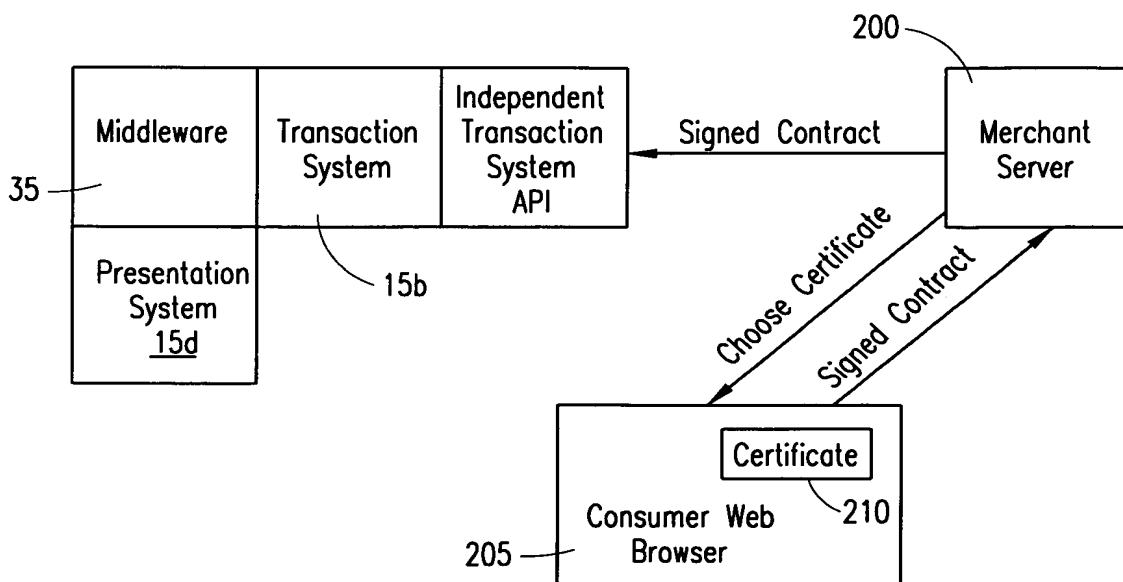 200
Middleware
Transaction
System
Independent
Transaction
System
API
Signed Contract
Merchant
Server
35
15b
Presentation
System
15d
Choose Certificate
Signed Contract
Certificate
210
Consumer Web
Browser
205